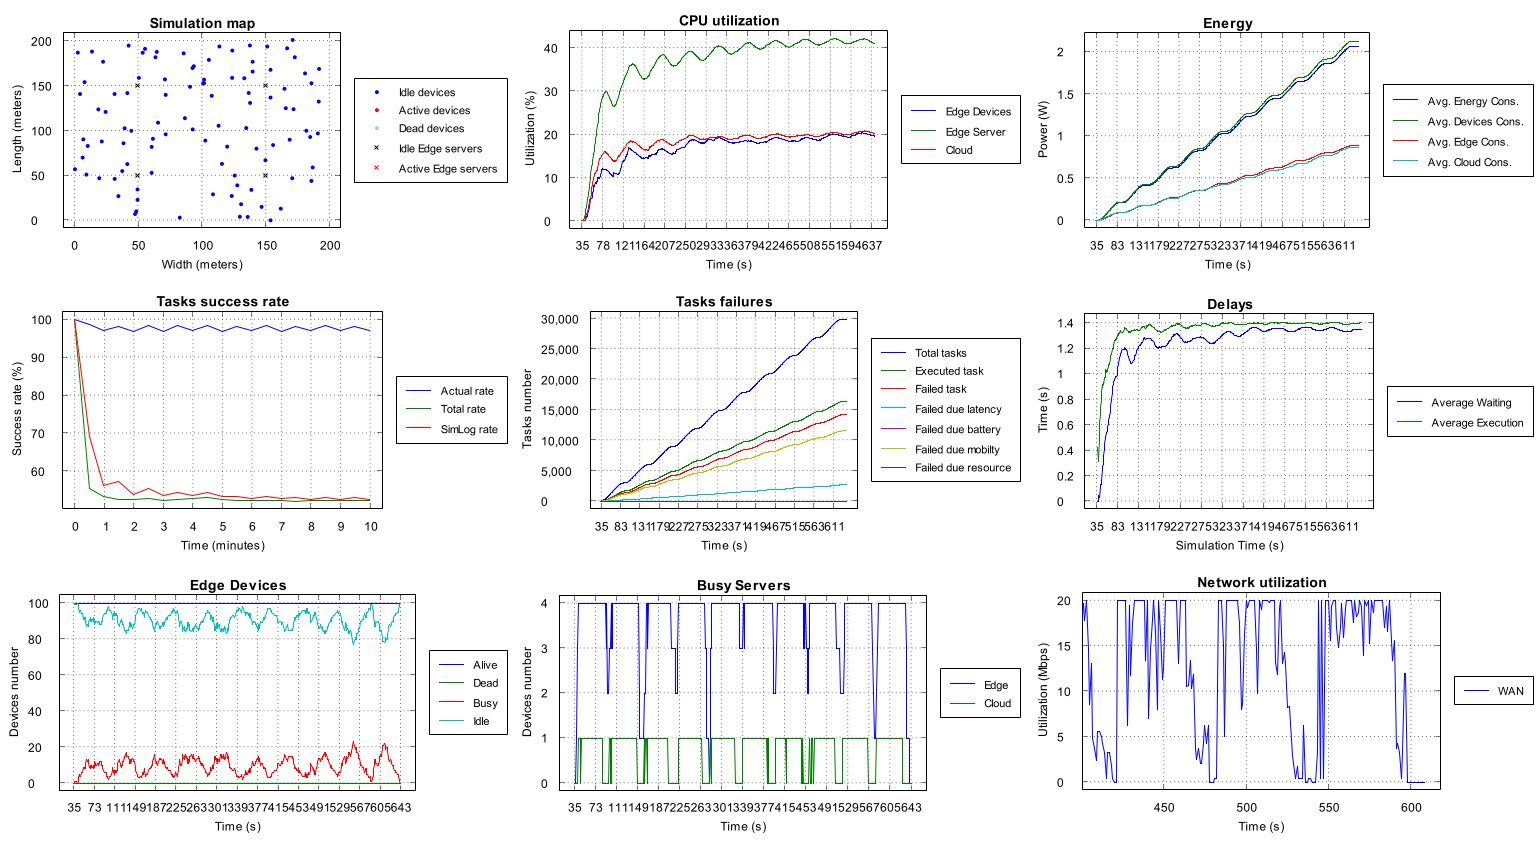 Simulation map
Length (meters)
200
150
100
50
0
0 50 100 150 200
Width (meters)
Idle devices
Active devices
Dead devices
Idle Edge servers
Active Edge servers
CPU utilization
Utilization (%)
40
30
20
10
0
Time (s)
Edge Devices
Edge Server
Cloud
Energy
Power (W)
2
1.5
1
0.5
0
Time (s)
Avg. Energy Cons.
Avg. Devices Cons.
Avg. Edge Cons.
Avg. Cloud Cons.
Tasks success rate
Success rate (%)
100
90
80
70
60
0 1 2 3 4 5 6 7 8 9 10
Time (minutes)
Actual rate
Total rate
SimLog rate
Tasks failures
Tasks number
30,000
25,000
20,000
15,000
10,000
5,000
0
Time (s)
Total tasks
Executed task
Failed task
Failed due latency
Failed due battery
Failed due mobilty
Failed due resource
Delays
Time (s)
1.4
1.2
1
0.8
0.6
0.4
0.2
0
Simulation Time (s)
Average Waiting
Average Execution
Edge Devices
Devices number
100
80
60
40
20
0
Time (s)
Alive
Dead
Busy
Idle
Busy Servers
Devices number
4
3
2
1
0
Time (s)
Edge
Cloud
Network utilization
Utilization (Mbps)
20
15
10
5
0
450 500 550 600
Time (s)
WAN